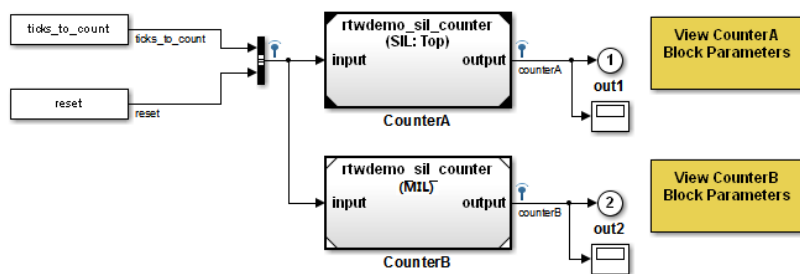 ticks_to_count
ticks_to_count
reset
reset
rtwdemo_sil_counter
(SIL: Top)
input
output
CounterA
counterA
1
out1
View CounterA
Block Parameters
rtwdemo_sil_counter
(MIL)
input
output
CounterB
counterB
2
out2
View CounterB
Block Parameters